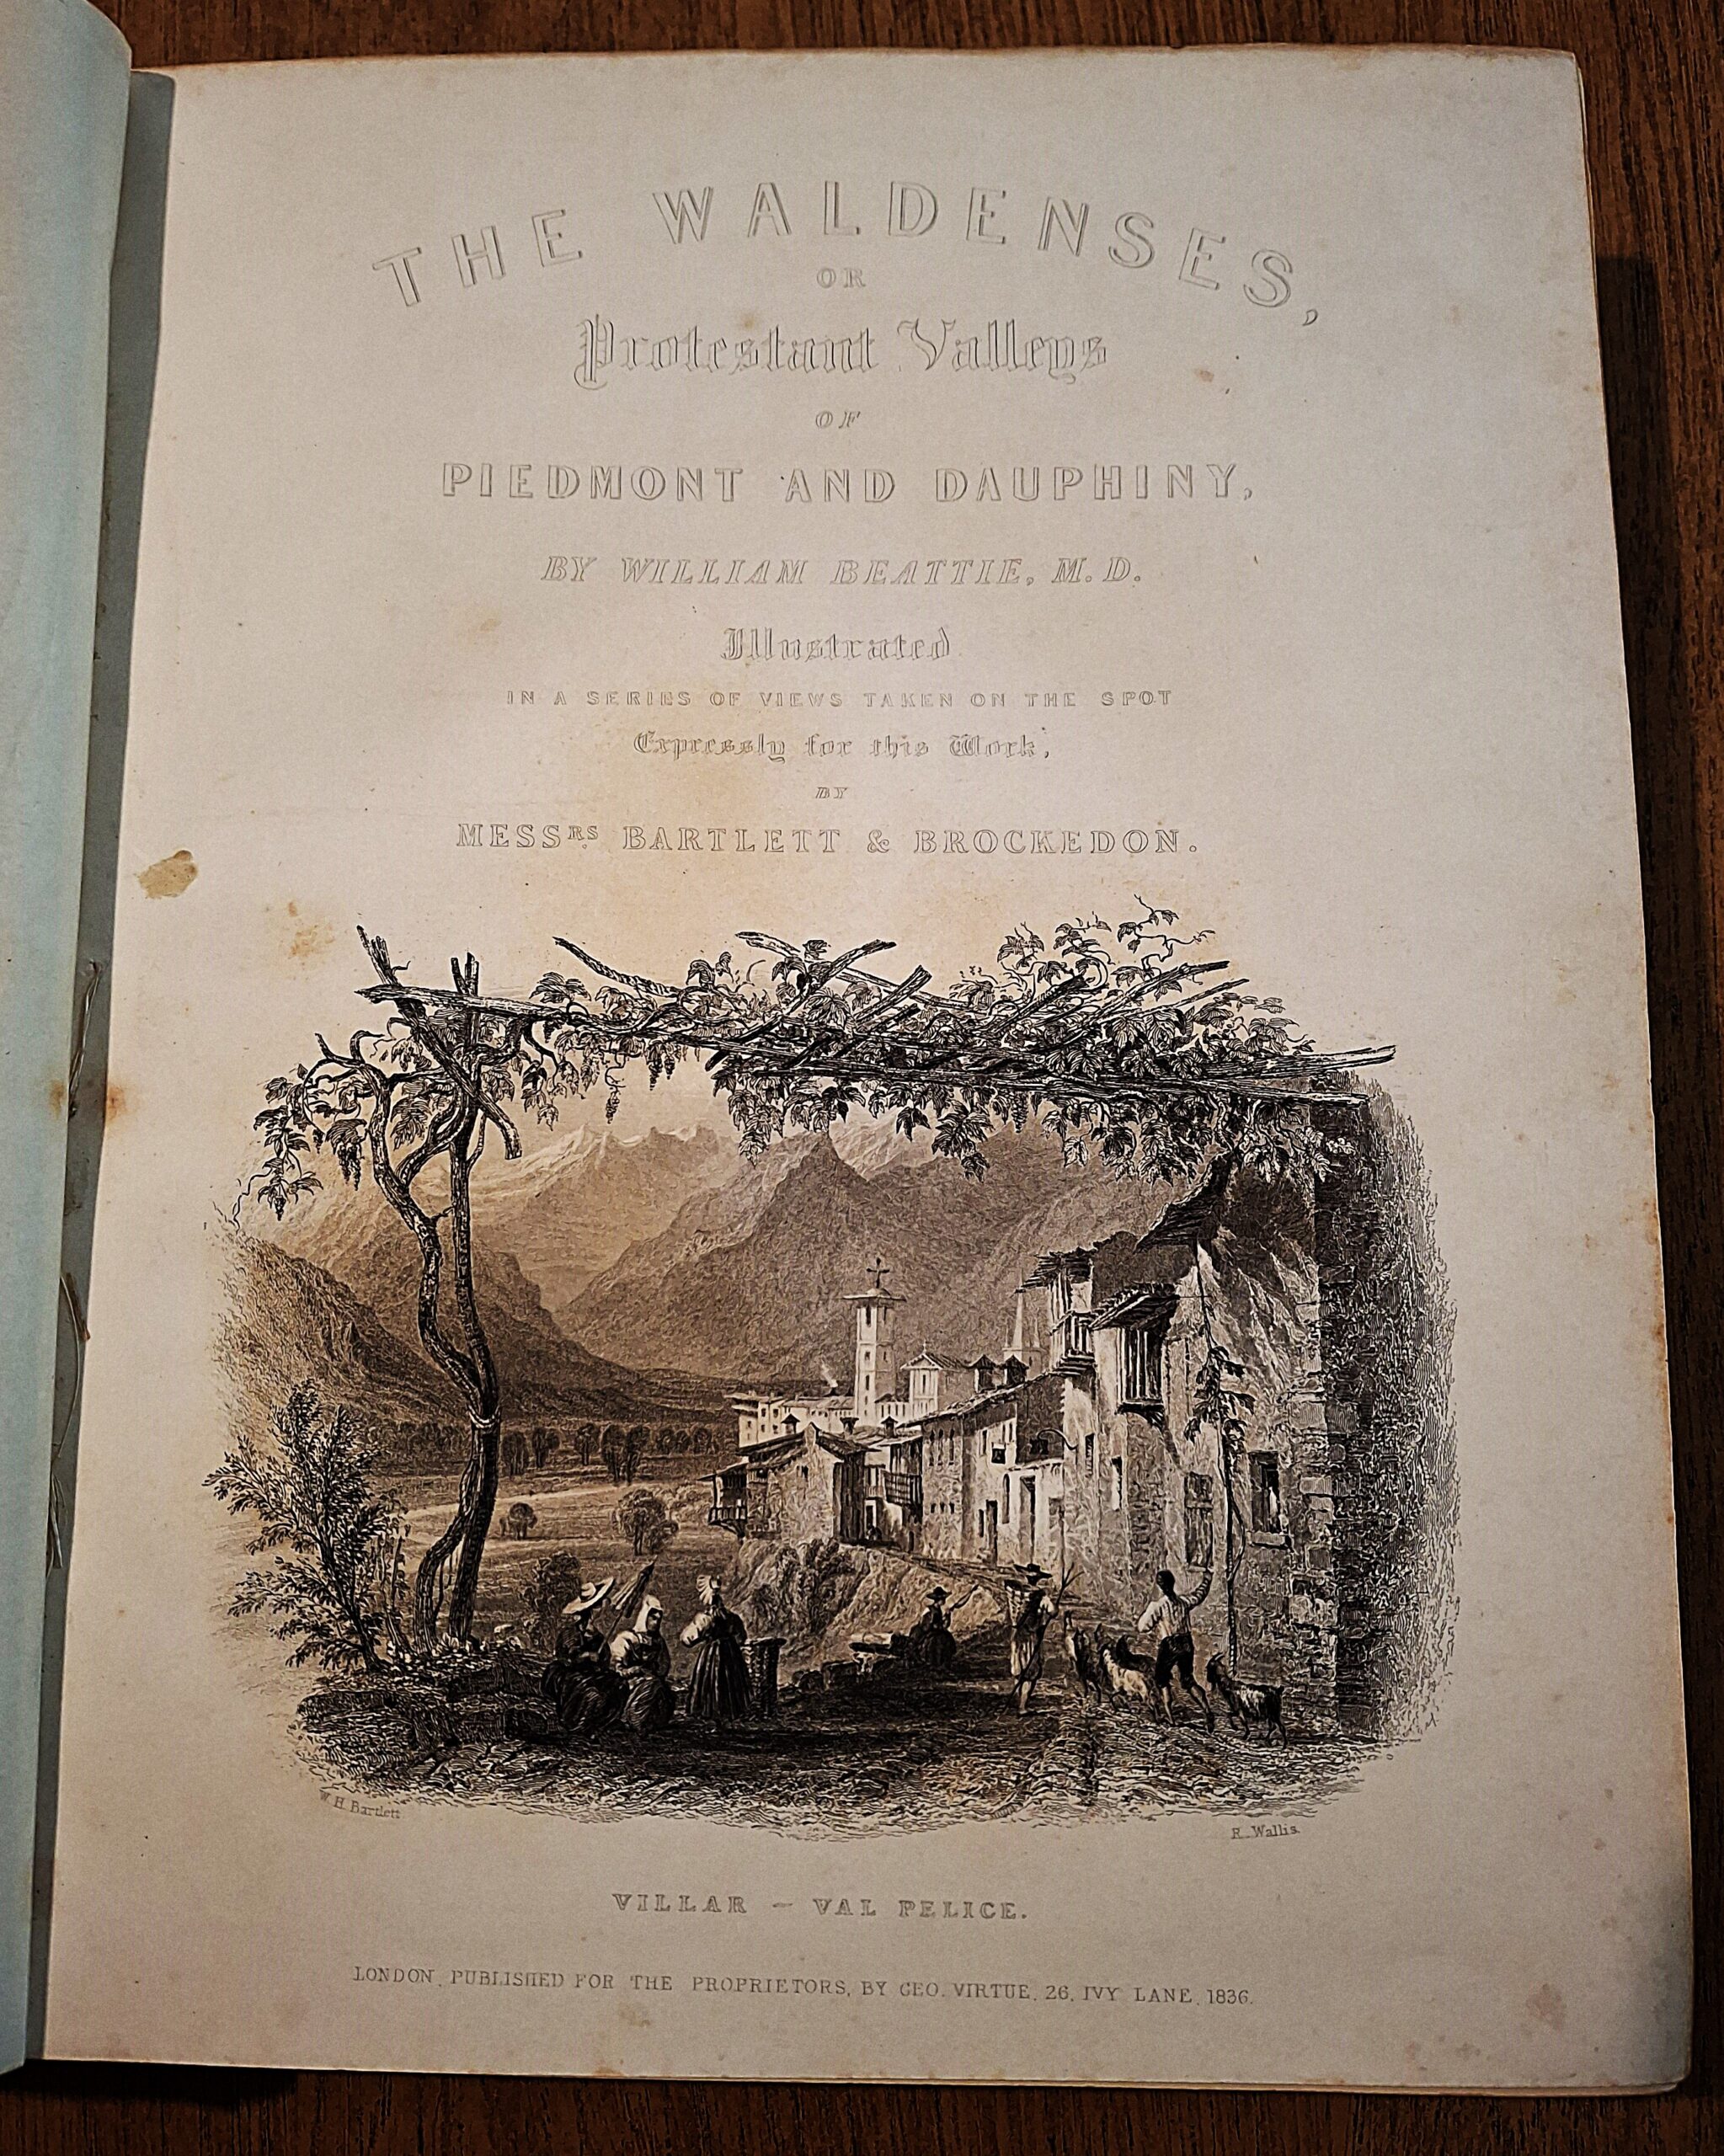 THE WALDENSES,
OR
Protestant Valleys
OF
PIEDMONT AND DAUPHINY,
BY WILLIAM BEATTIE, M.D.
Illustrated
IN A SERIES OF VIEWS TAKEN ON THE SPOT
Expressly for this Work,
BY
MESSRS. BARTLETT & BROCKEDON.
W. H. Bartlett
R. Wallis.
VILLAR – VAL PELICE.
LONDON, PUBLISHED FOR THE PROPRIETORS, BY GEO. VIRTUE, 26, IVY LANE, 1836.